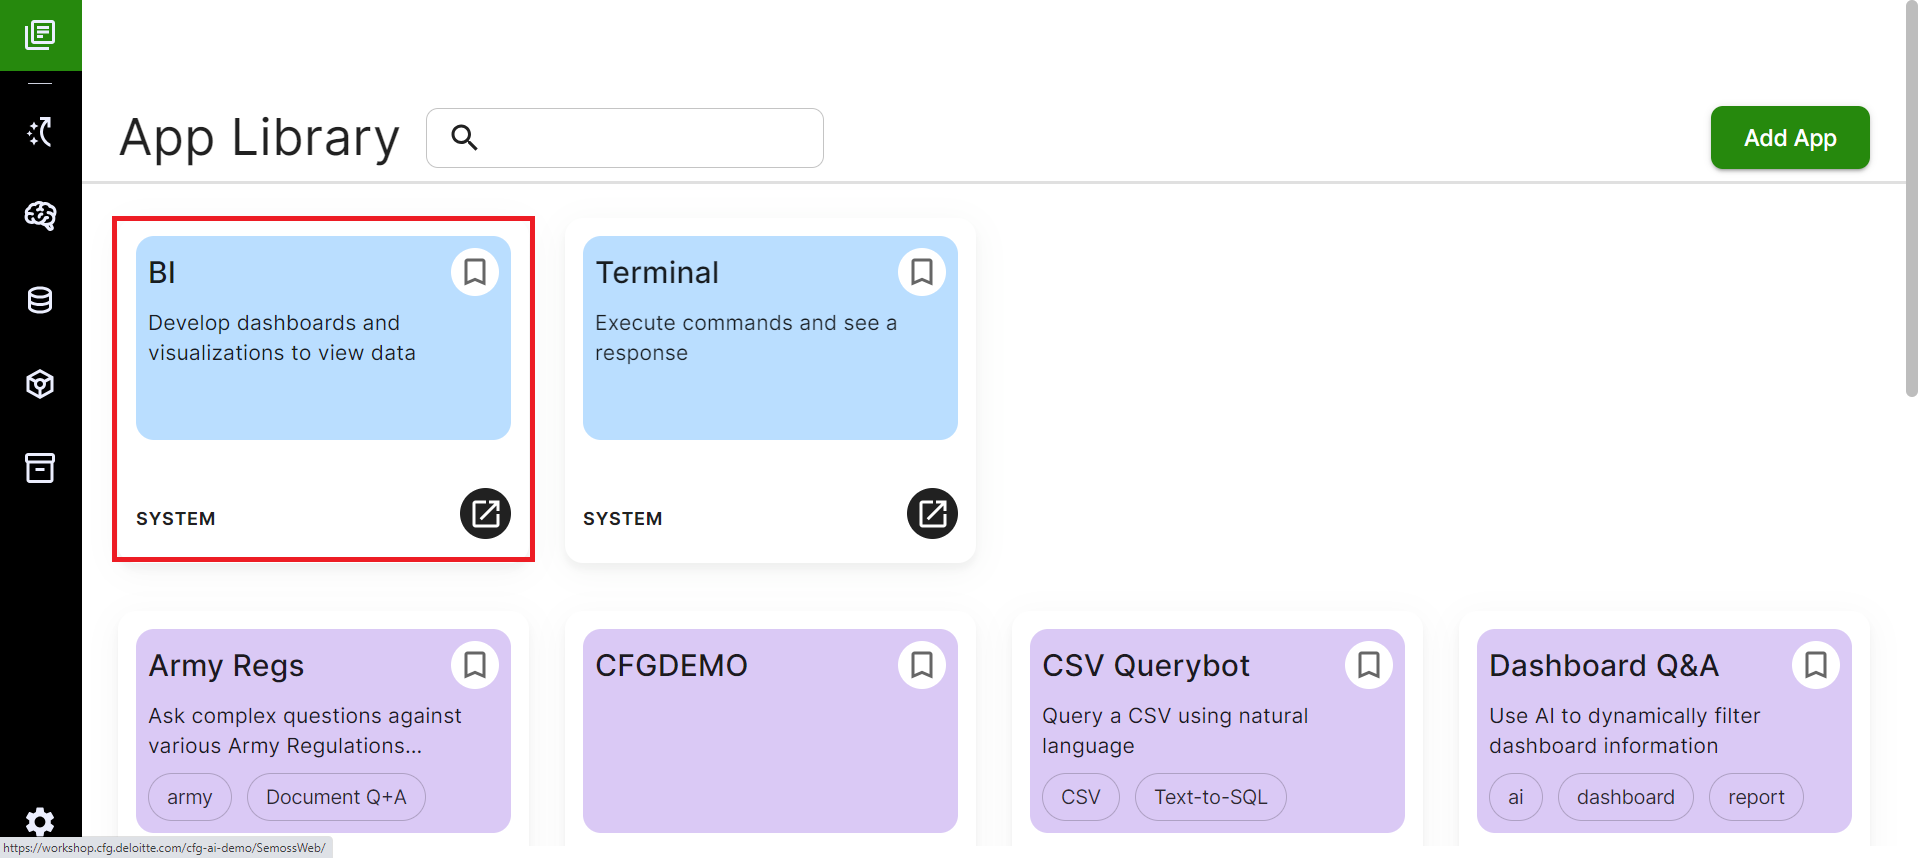 App Library
Add App
BI
Develop dashboards and
visualizations to view data
SYSTEM
Terminal
Execute commands and see a
response
SYSTEM
Army Regs
Ask complex questions against
various Army Regulations...
army
Document Q+A
CFGDEMO
CSV Querybot
Query a CSV using natural
language
CSV
Text-to-SQL
Dashboard Q&A
Use AI to dynamically filter
dashboard information
ai
dashboard
report
https://workshop.cfg.deloitte.com/cfg-ai-demo/SemossWeb/